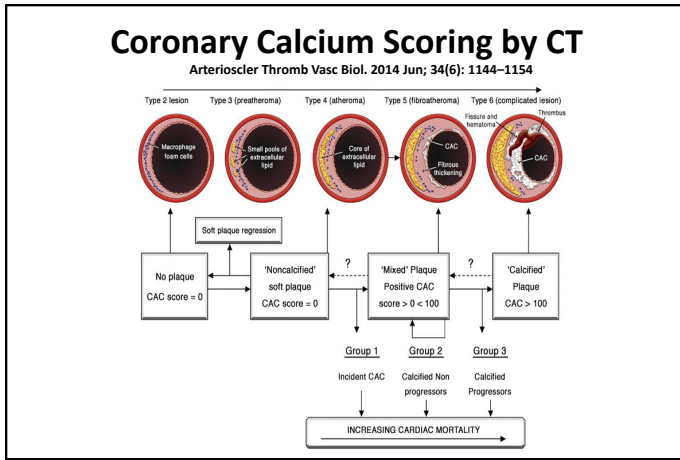 Coronary Calcium Scoring by CT
Arterioscler Thromb Vasc Biol. 2014 Jun; 34(6): 1144–1154
Type 2 lesion
Type 3 (preatheroma)
Type 4 (atheroma)
Type 5 (fibroatheroma)
Type 6 (complicated lesion)
Fissure and
hematoma
Thrombus
Macrophage
foam cells
Small pools of
extracellular
lipid
Core of
extracellular
lipid
CAC
Fibrous
thickening
CAC
Soft plaque regression
No plaque
CAC score = 0
'Noncalcified'
soft plaque
CAC score = 0
?
'Mixed' Plaque
Positive CAC
score > 0 < 100
?
'Calcified'
Plaque
CAC > 100
Group 1
Incident CAC
Group 2
Calcified Non
progressors
Group 3
Calcified
Progressors
INCREASING CARDIAC MORTALITY